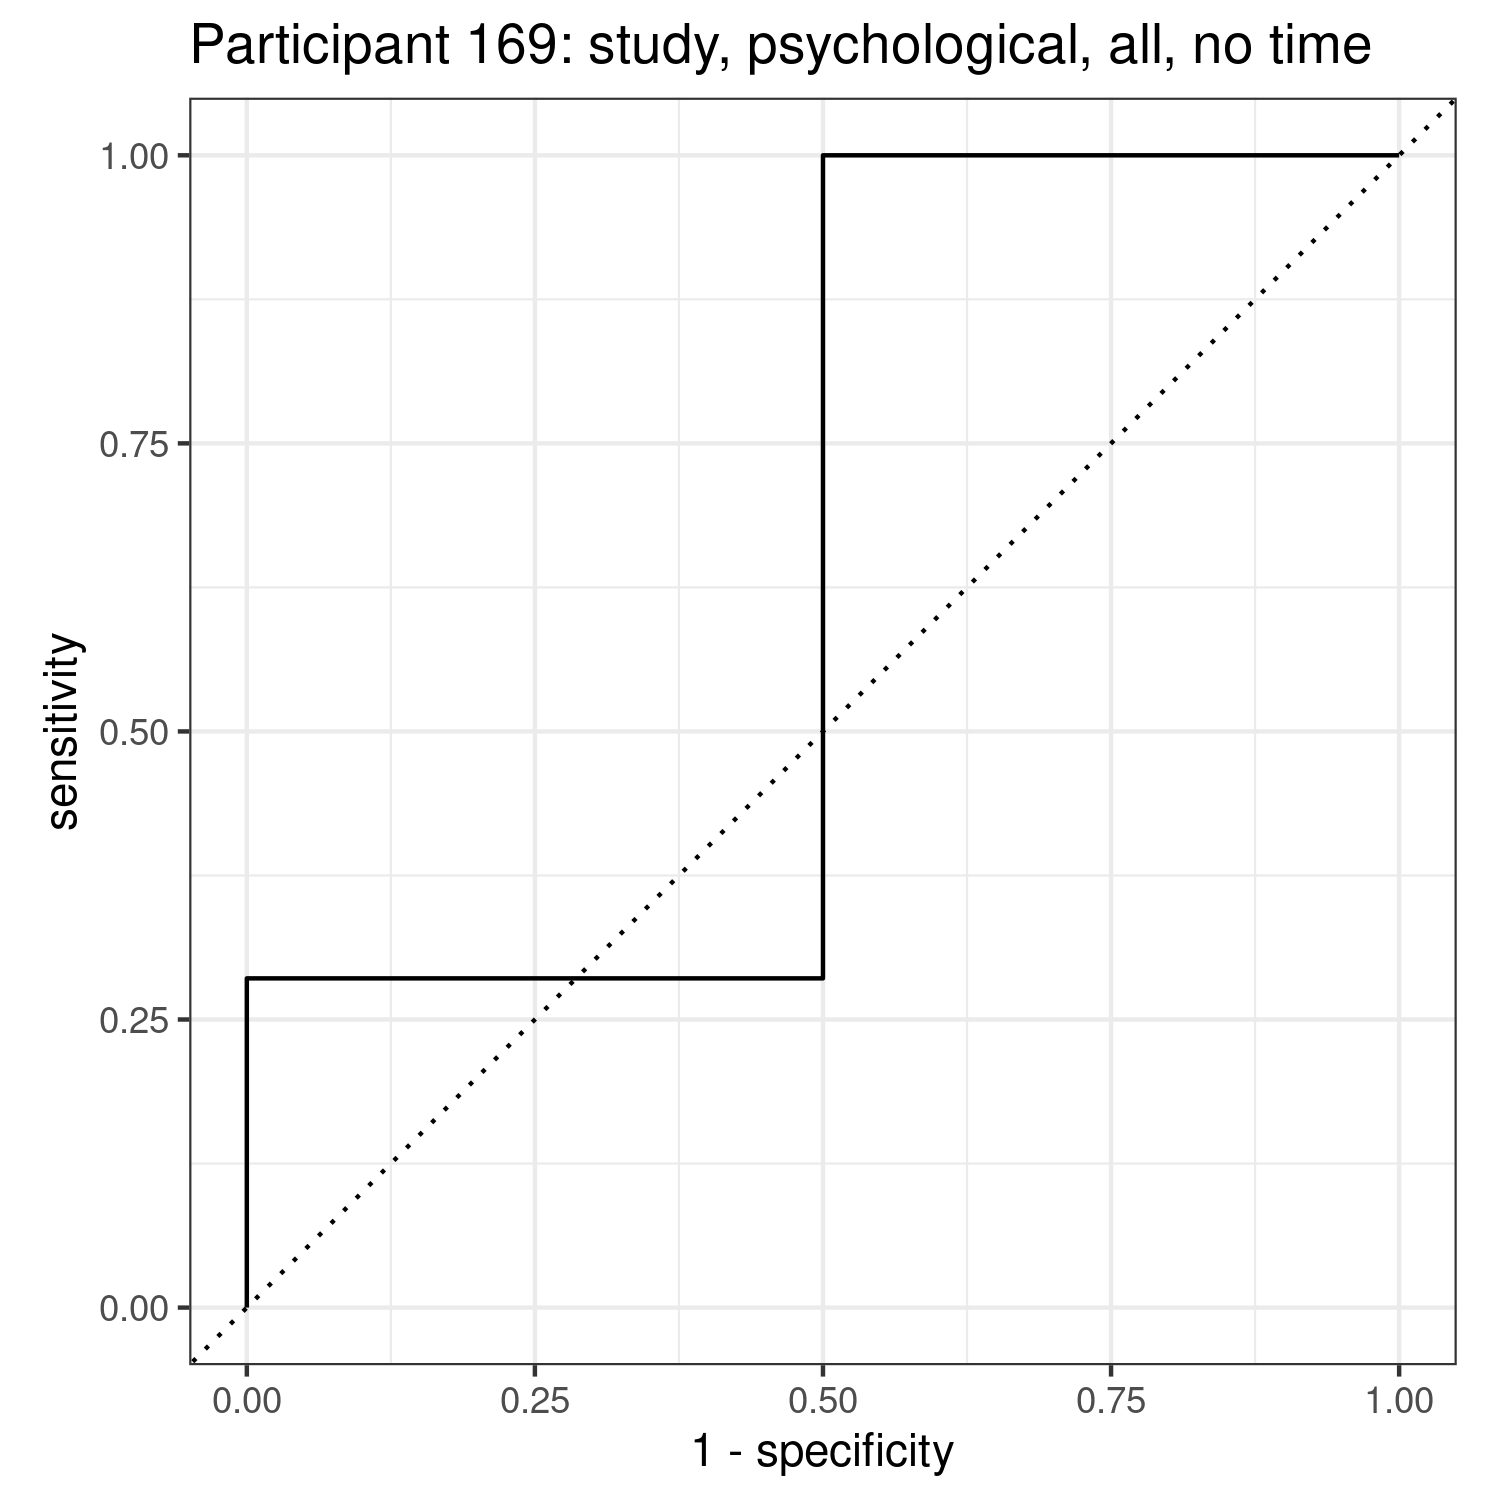 Participant 169: study, psychological, all, no time
1.00
0.75
0.50
0.25
0.00
sensitivity
0.00 0.25 0.50 0.75 1.00
1 - specificity